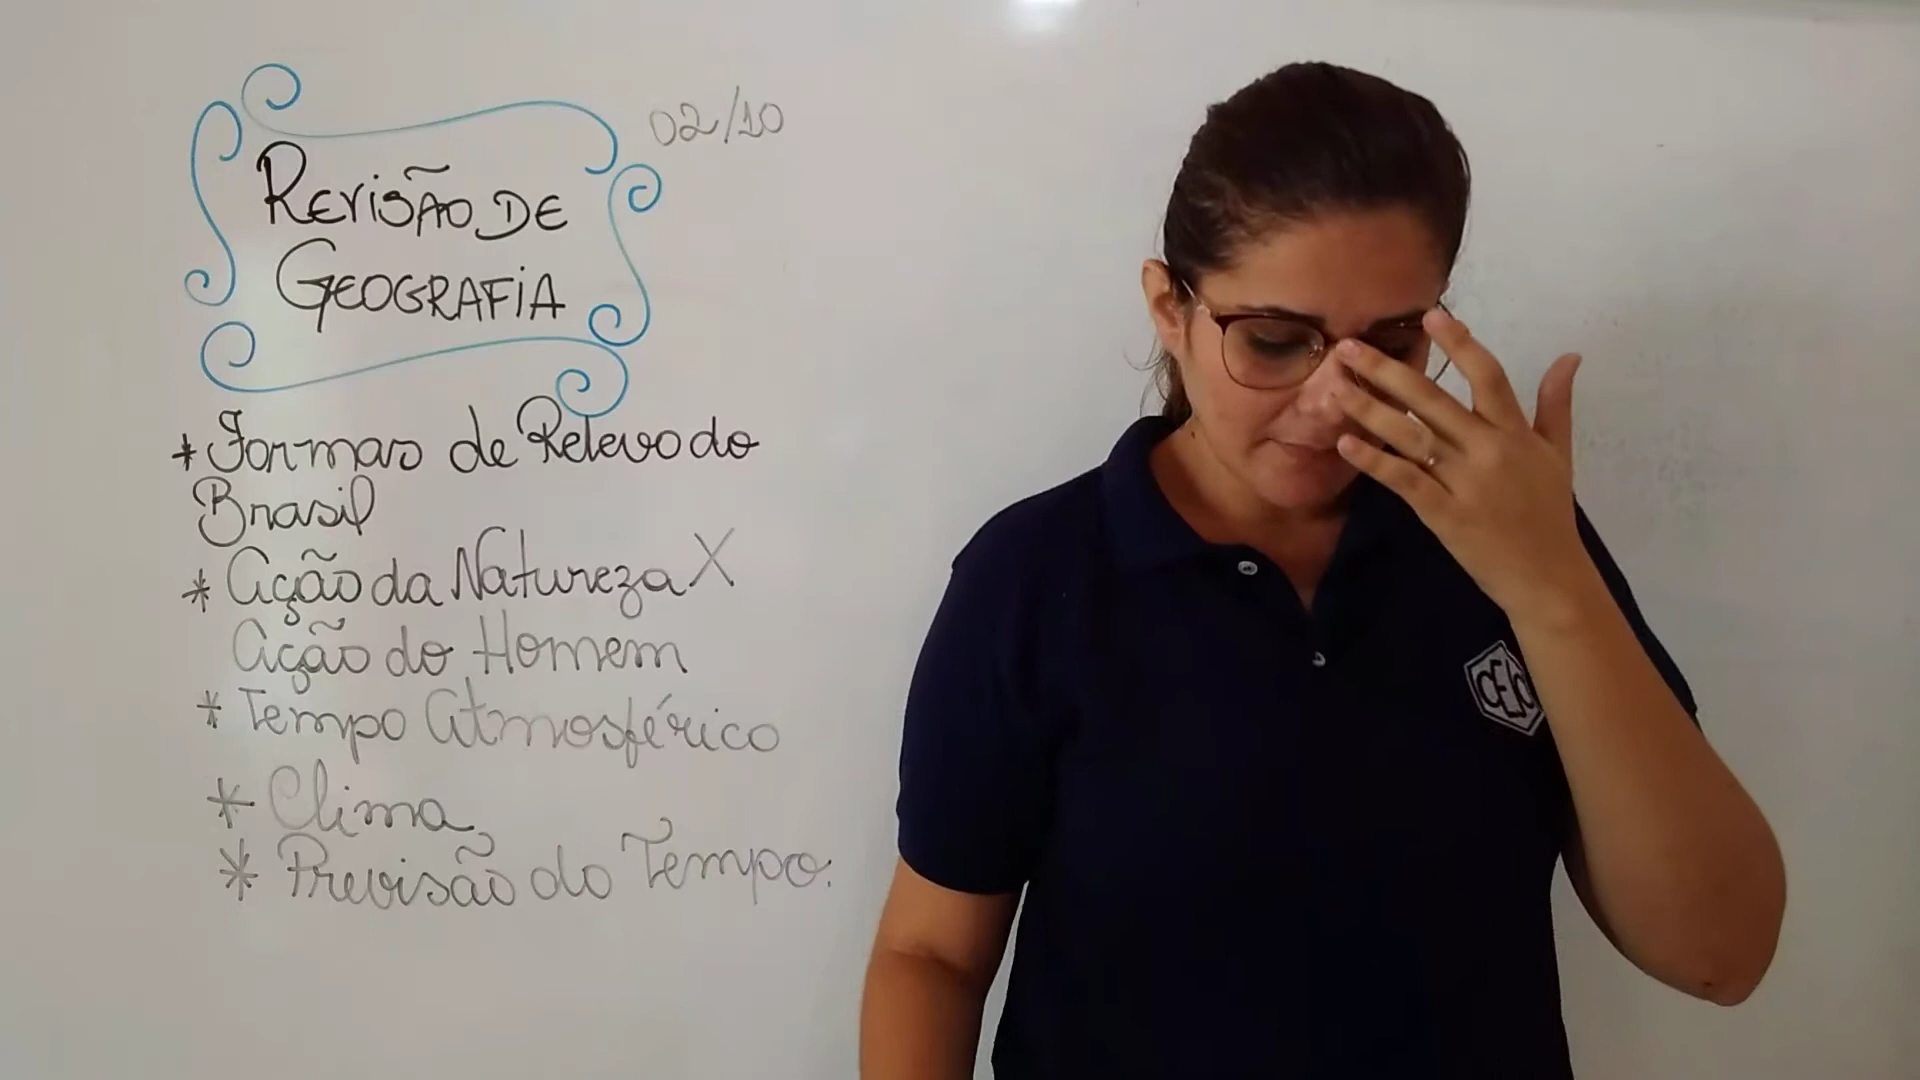 02/10
REVISÃO DE
GEOGRAFIA
* Formas de Relevo do
Brasil
* Ação da Natureza X
Ação do Homem
* Tempo Atmosférico
* Clima
* Previsão do Tempo.